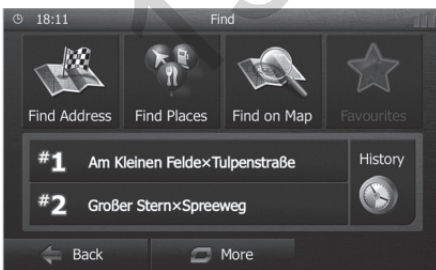 18:11 Find
Find Address Find Places Find on Map Favourites
#1 Am Kleinen Felde×Tulpenstraße History
#2 Großer Stern×Spreeweg
Back More